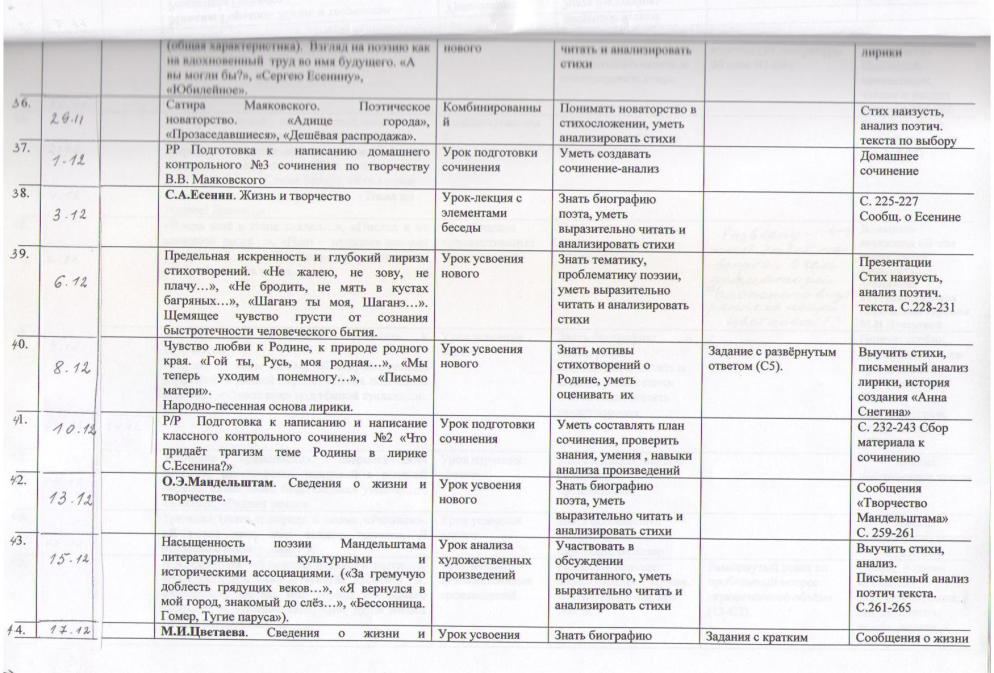 (общая характеристика). Взгляд на поэзию как
на вдохновенный труд во имя будущего. «А
вы могли бы?», «Сергею Есенину»,
«Юбилейное».
нового
читать и анализировать
стихи
лирики
36.
29.11
Сатира Маяковского. Поэтическое
новаторство. «Адище города»,
«Прозаседавшиеся», «Дешёвая распродажа».
Комбинированны
й
Понимать новаторство в
стихосложении, уметь
анализировать стихи
Стих наизусть,
анализ поэтич.
текста по выбору
37.
1.12
РР Подготовка к написанию домашнего
контрольного №3 сочинения по творчеству
В.В. Маяковского
Урок подготовки
сочинения
Уметь создавать
сочинение-анализ
Домашнее
сочинение
38.
3.12
С.А.Есенин. Жизнь и творчество
Урок-лекция с
элементами
беседы
Знать биографию
поэта, уметь
выразительно читать и
анализировать стихи
С. 225-227
Сообщ. о Есенине
39.
6.12
Предельная искренность и глубокий лиризм
стихотворений. «Не жалею, не зову, не
плачу…», «Не бродить, не мять в кустах
багряных…», «Шаганэ ты моя, Шаганэ…».
Щемящее чувство грусти от сознания
быстротечности человеческого бытия.
Урок усвоения
нового
Знать тематику,
проблематику поэзии,
уметь выразительно
читать и анализировать
стихи
Презентации
Стих наизусть,
анализ поэтич.
текста. С.228-231
40.
8.12
Чувство любви к Родине, к природе родного
края. «Гой ты, Русь, моя родная…», «Мы
теперь уходим понемногу…», «Письмо
матери».
Народно-песенная основа лирики.
Урок усвоения
нового
Знать мотивы
стихотворений о
Родине, уметь
оценивать их
Задание с развёрнутым
ответом (С5).
Выучить стихи,
письменный анализ
лирики, история
создания «Анна
Снегина»
41.
10.12
Р/Р Подготовка к написанию и написание
классного контрольного сочинения №2 «Что
придаёт трагизм теме Родины в лирике
С.Есенина?»
Урок подготовки
сочинения
Уметь составлять план
сочинения, проверить
знания, умения , навыки
анализа произведений
С. 232-243 Сбор
материала к
сочинению
42.
13.12
О.Э.Мандельштам. Сведения о жизни и
творчестве.
Урок усвоения
нового
Знать биографию
поэта, уметь
выразительно читать и
анализировать стихи
Сообщения
«Творчество
Мандельштама»
С. 259-261
43.
15.12
Насыщенность поэзии Мандельштама
литературными, культурными и
историческими ассоциациями. («За гремучую
доблесть грядущих веков…», «Я вернулся в
мой город, знакомый до слёз…», «Бессонница.
Гомер, Тугие паруса»).
Урок анализа
художественных
произведений
Участвовать в
обсуждении
прочитанного, уметь
выразительно читать и
анализировать стихи
Выучить стихи,
анализ.
Письменный анализ
поэтич текста.
С.261-265
44.
17.12
М.И.Цветаева. Сведения о жизни и
Урок усвоения
Знать биографию
Задания с кратким
Сообщения о жизни